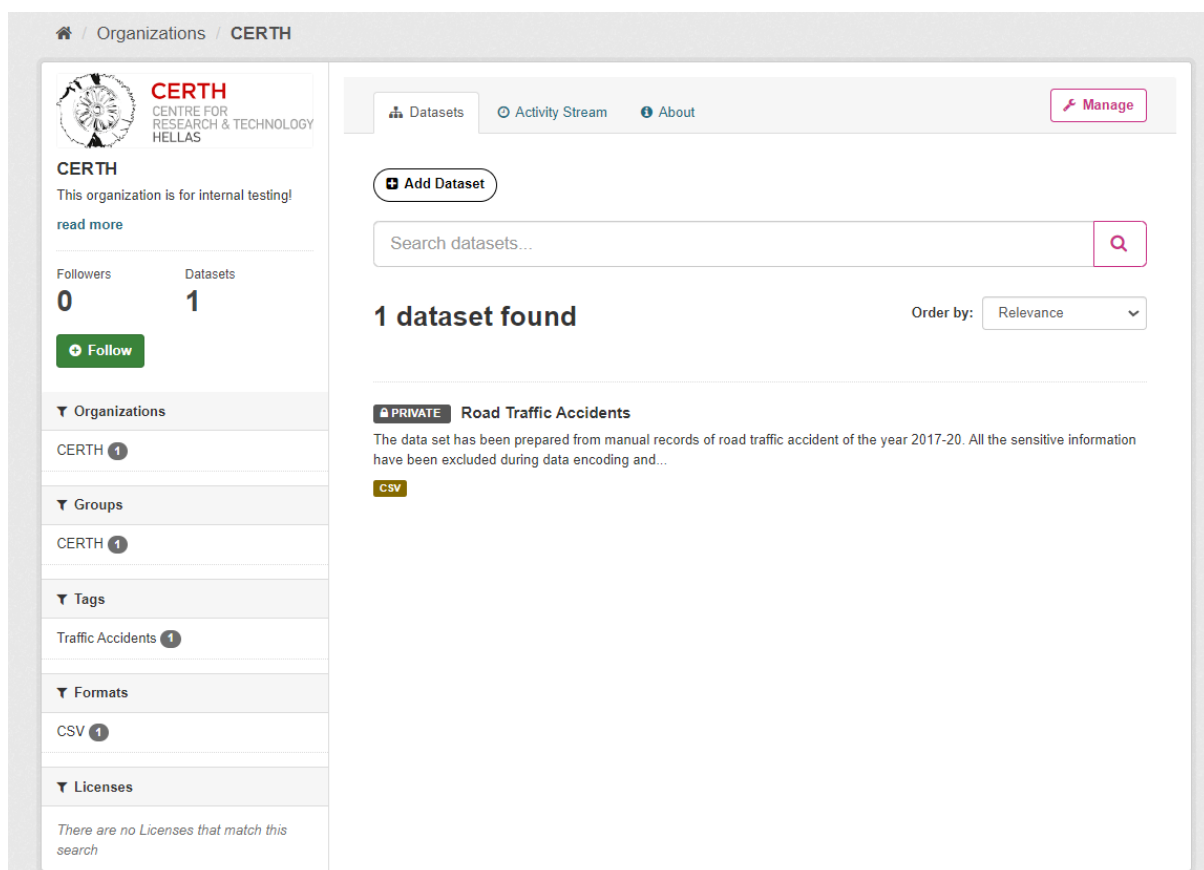 / Organizations / CERTH
CERTH
CENTRE FOR
RESEARCH & TECHNOLOGY
HELLAS
CERTH
This organization is for internal testing!
read more
Followers Datasets
0 1
Follow
Organizations
CERTH 1
Groups
CERTH 1
Tags
Traffic Accidents 1
Formats
CSV 1
Licenses
There are no Licenses that match this
search
Datasets Activity Stream About Manage
Add Dataset
Search datasets...
1 dataset found Order by: Relevance
PRIVATE Road Traffic Accidents
The data set has been prepared from manual records of road traffic accident of the year 2017-20. All the sensitive information
have been excluded during data encoding and...
CSV